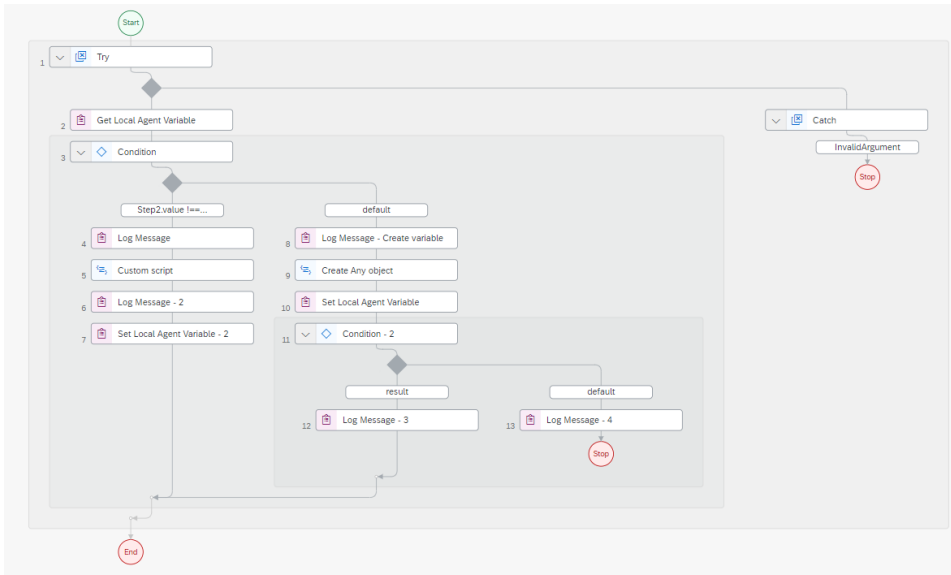 Start
1 Try
2 Get Local Agent Variable
Catch
3 Condition
InvalidArgument
Stop
Step2.value !==...
default
4 Log Message
8 Log Message - Create variable
5 Custom script
9 Create Any object
6 Log Message - 2
10 Set Local Agent Variable
7 Set Local Agent Variable - 2
11 Condition - 2
result
default
12 Log Message - 3
13 Log Message - 4
Stop
End